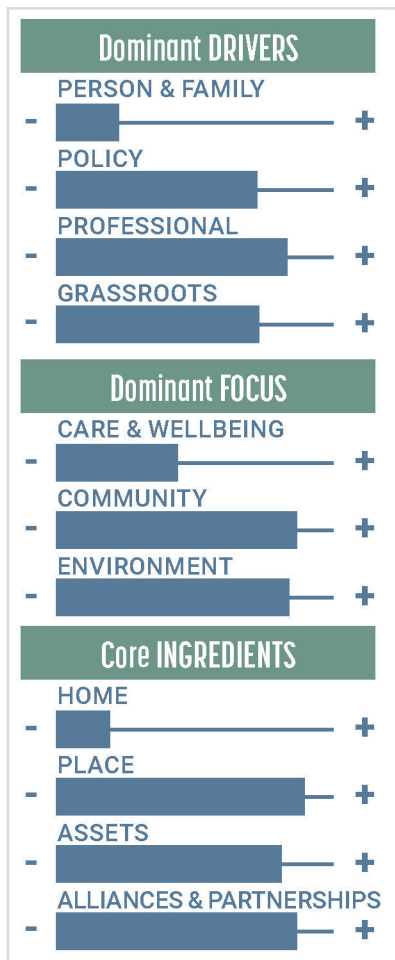 Dominant DRIVERS
PERSON & FAMILY
- +
POLICY
- +
PROFESSIONAL
- +
GRASSROOTS
- +
Dominant FOCUS
CARE & WELLBEING
- +
COMMUNITY
- +
ENVIRONMENT
- +
Core INGREDIENTS
HOME
- +
PLACE
- +
ASSETS
- +
ALLIANCES & PARTNERSHIPS
- +